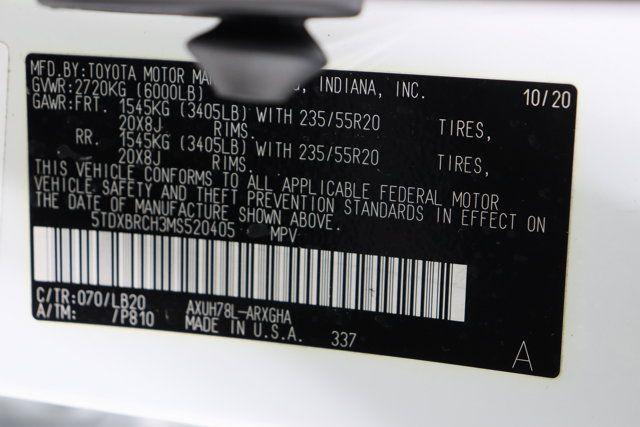 MFD.BY:TOYOTA MOTOR MAN INDIANA, INC.
GVWR:2720KG (6000LB) 10/20
GAWR:FRT. 1545KG (3405LB) WITH 235/55R20 TIRES,
20X8J RIMS.
RR. 1545KG (3405LB) WITH 235/55R20 TIRES,
20X8J RIMS.
THIS VEHICLE CONFORMS TO ALL APPLICABLE FEDERAL MOTOR
VEHICLE SAFETY AND THEFT PREVENTION STANDARDS IN EFFECT ON
THE DATE OF MANUFACTURE SHOWN ABOVE.
5TDXBRCH3MS520405 MPV
C/TR:070/LB20 AXUH78L-ARXGHA
A/TM: /P810 MADE IN U.S.A. 337
A